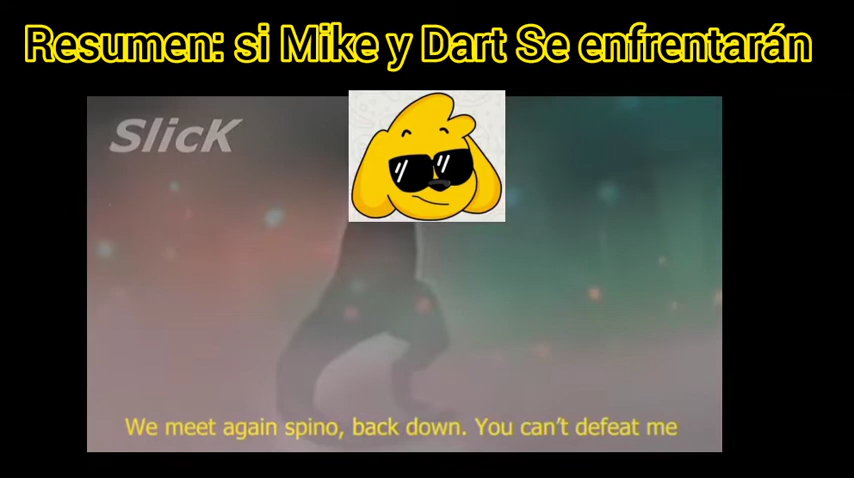 Resumen: si Mike y Dart Se enfrentarán
SlicK
We meet again spino, back down. You can't defeat me